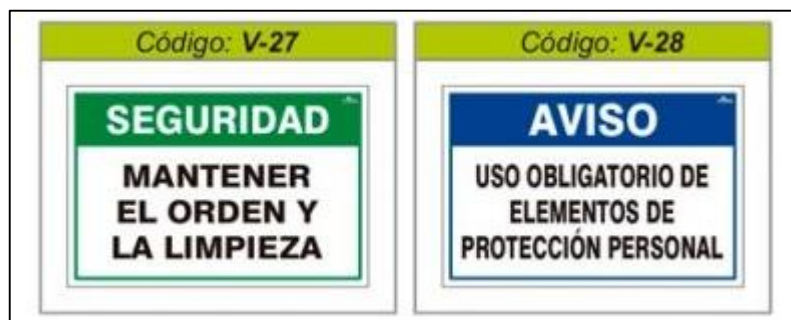 Código: V-27
SEGURIDAD
MANTENER
EL ORDEN Y
LA LIMPIEZA
Código: V-28
AVISO
USO OBLIGATORIO DE
ELEMENTOS DE
PROTECCIÓN PERSONAL